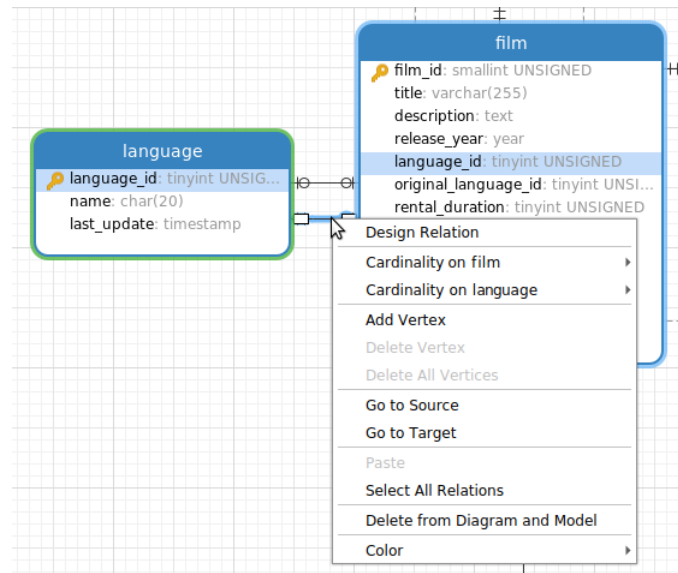 film
film_id: smallint UNSIGNED
title: varchar(255)
description: text
release_year: year
language_id: tinyint UNSIGNED
original_language_id: tinyint UNSI...
rental_duration: tinyint UNSIGNED
language
language_id: tinyint UNSIG...
name: char(20)
last_update: timestamp
Design Relation
Cardinality on film
Cardinality on language
Add Vertex
Delete Vertex
Delete All Vertices
Go to Source
Go to Target
Paste
Select All Relations
Delete from Diagram and Model
Color